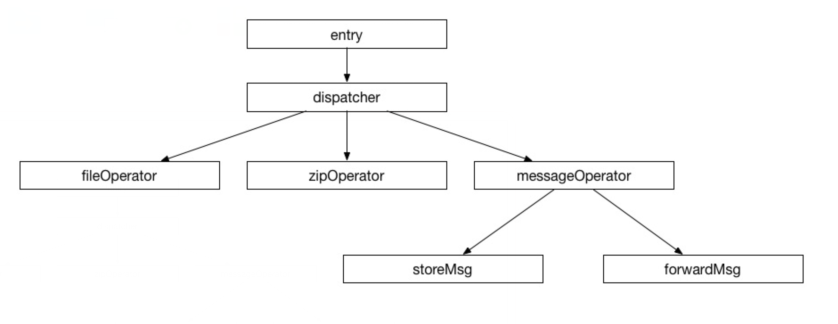 entry
dispatcher
fileOperator
zipOperator
messageOperator
storeMsg
forwardMsg